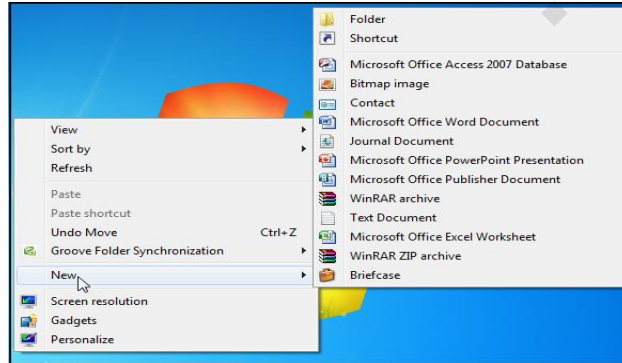 View
Sort by
Refresh
Paste
Paste shortcut
Undo Move Ctrl+Z
Groove Folder Synchronization
New
Screen resolution
Gadgets
Personalize
Folder
Shortcut
Microsoft Office Access 2007 Database
Bitmap image
Contact
Microsoft Office Word Document
Journal Document
Microsoft Office PowerPoint Presentation
Microsoft Office Publisher Document
WinRAR archive
Text Document
Microsoft Office Excel Worksheet
WinRAR ZIP archive
Briefcase